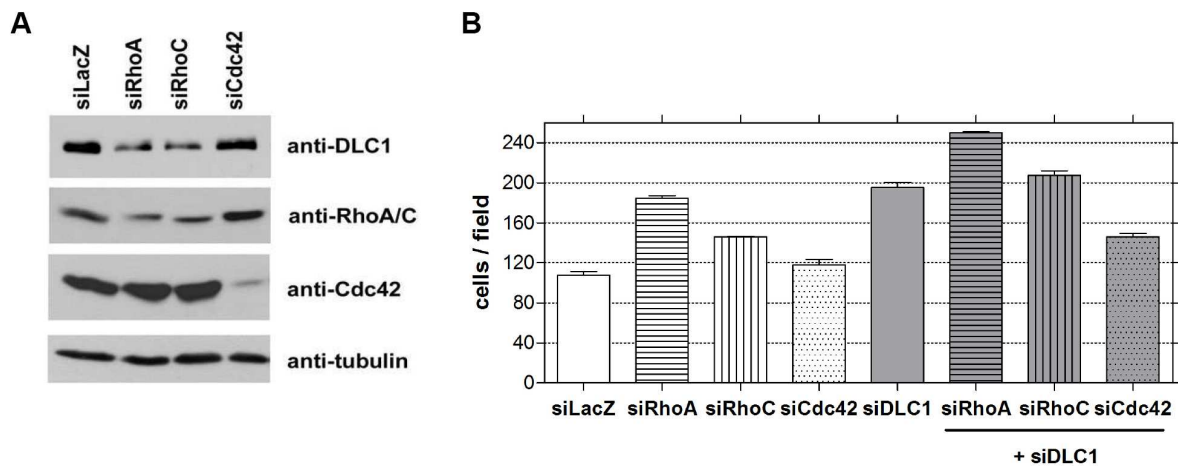 A
siLacZ
siRhoA
siRhoC
siCdc42
anti-DLC1
anti-RhoA/C
anti-Cdc42
anti-tubulin
B
cells / field
240
200
160
120
80
40
0
siLacZ siRhoA siRhoC siCdc42 siDLC1 siRhoA siRhoC siCdc42
+ siDLC1